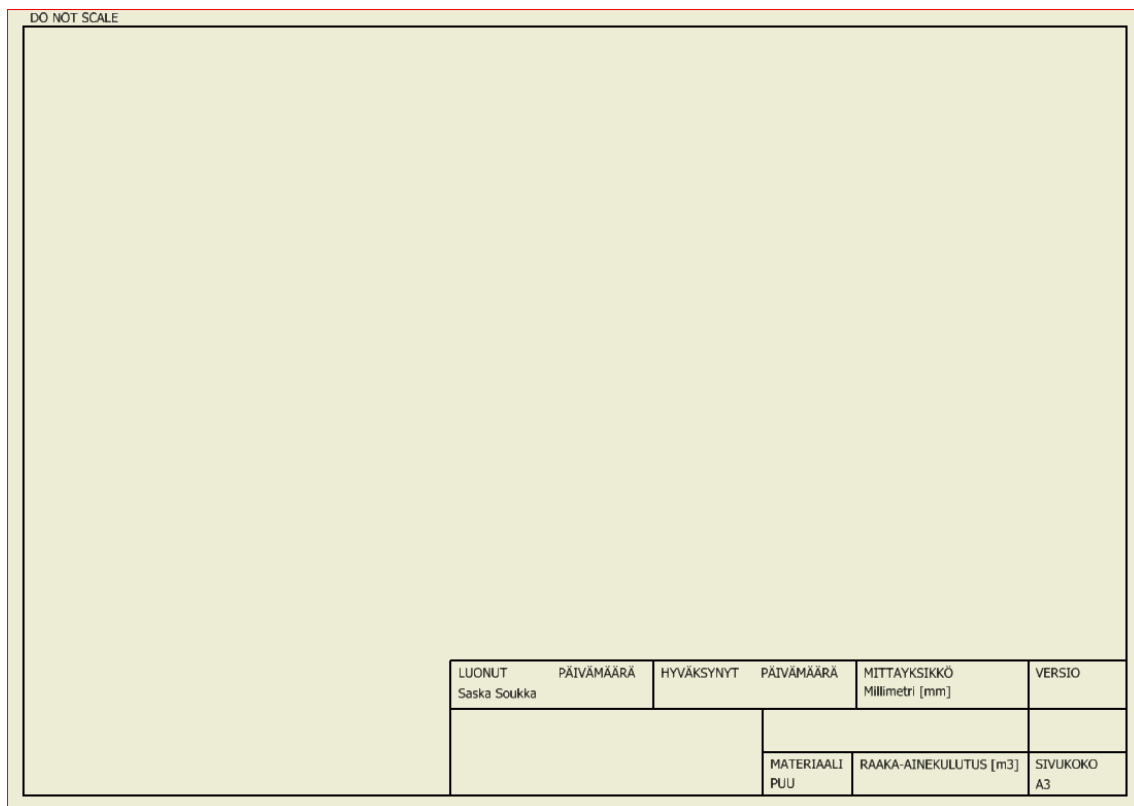 DO NOT SCALE
LUONUT PÄIVÄMÄÄRÄ HYVÄKSYNYT PÄIVÄMÄÄRÄ MITTAYKSIKKÖ VERSIO
Saska Soukka Millimetri [mm]
MATERIAALI RAAKA-AINEKULUTUS [m3] SIVUKOKO
PUU A3